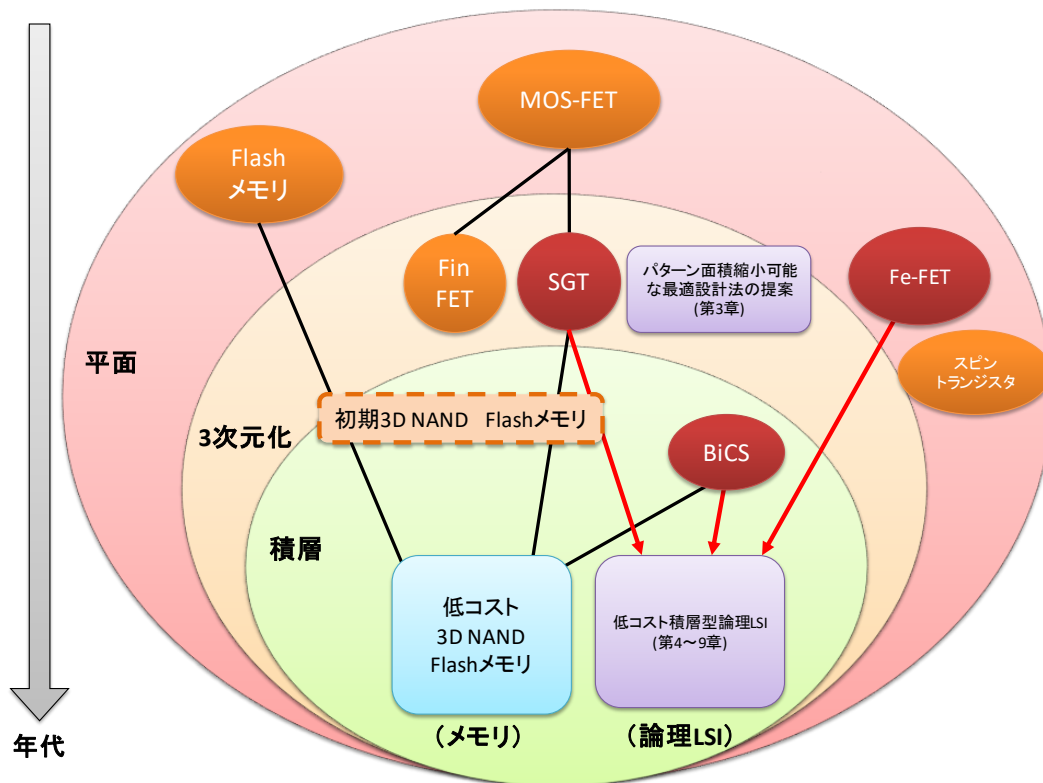 MOS-FET
Flash
メモリ
Fin
FET
SGT
パターン面積縮小可能
な最適設計法の提案
(第3章)
Fe-FET
スピン
トランジスタ
平面
初期3D NAND Flashメモリ
3次元化
BiCS
積層
低コスト
3D NAND
Flashメモリ
低コスト積層型論理LSI
(第4～9章)
(メモリ)
(論理LSI)
年代